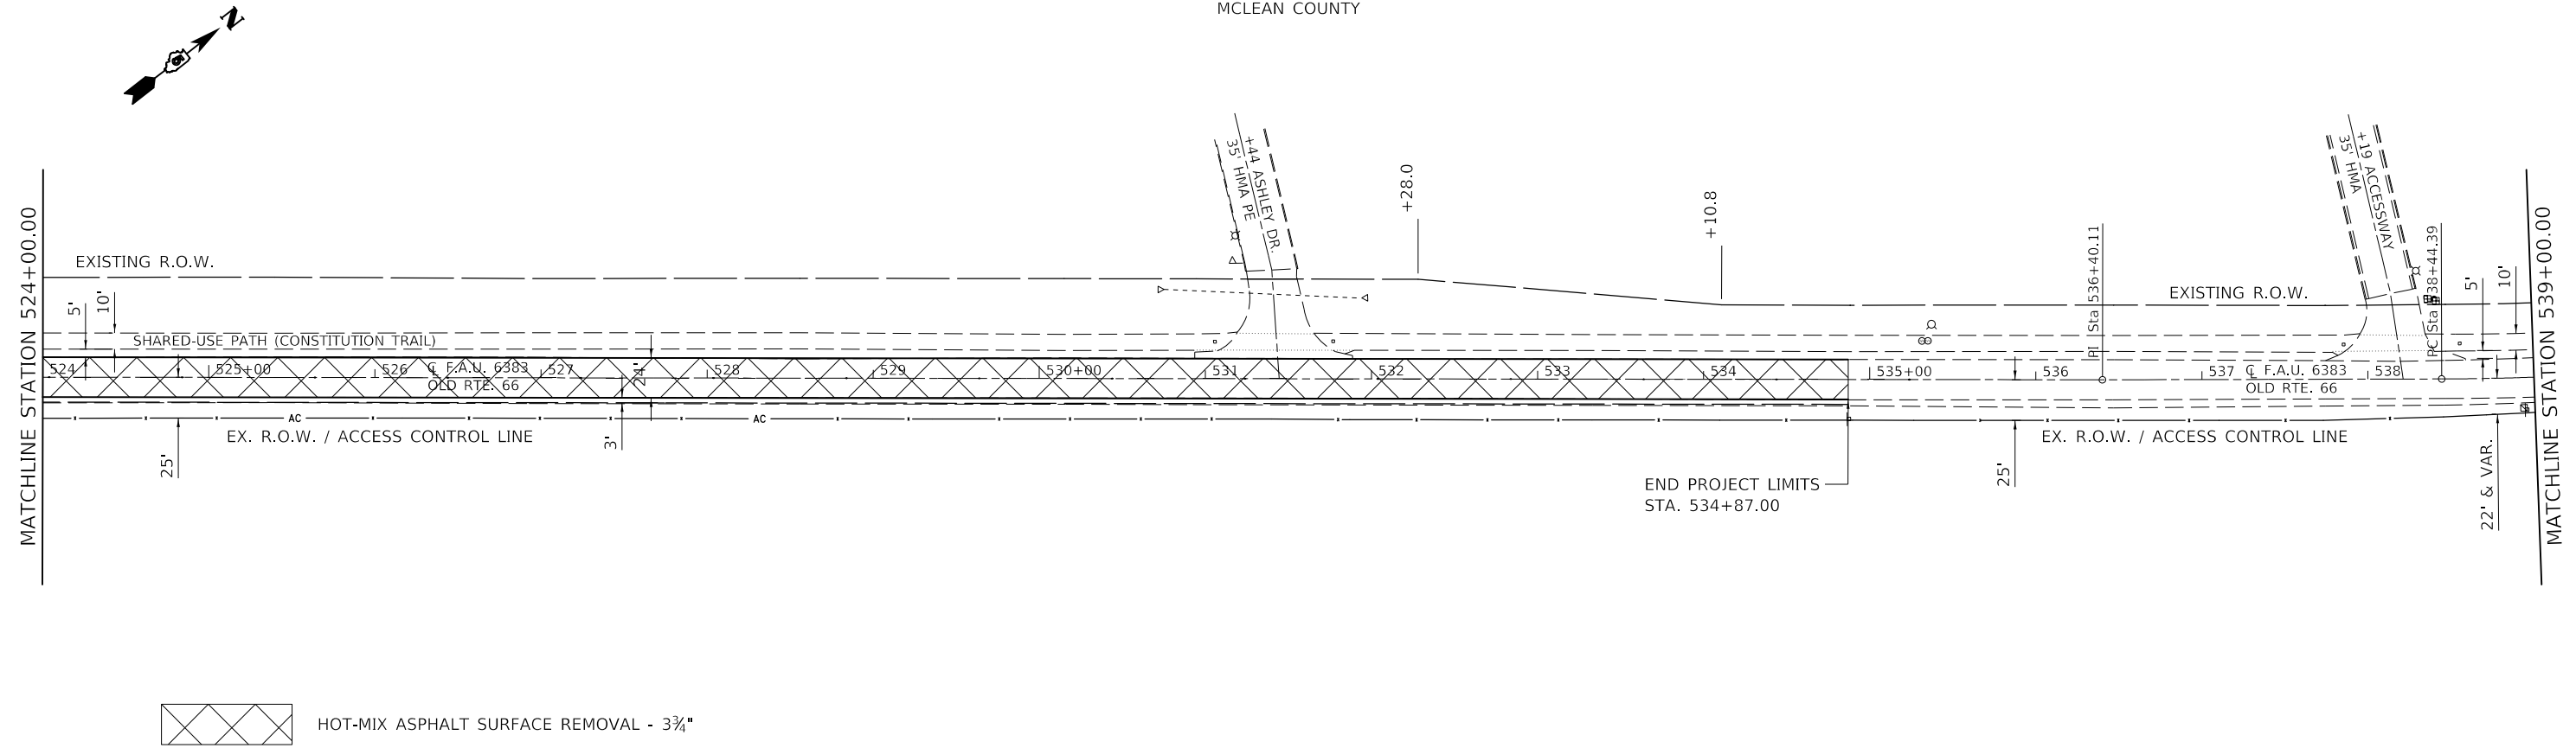 MCLEAN COUNTY
N
MATCHLINE STATION 524+00.00
EXISTING R.O.W.
5'
10'
SHARED-USE PATH (CONSTITUTION TRAIL)
+44 ASHLEY DR.
35' HMA PE
+28.0
+10.8
PI Sta 536+40.11
+19 ACCESSWAY
35' HMA
PC Sta 538+44.39
EXISTING R.O.W.
5'
10'
MATCHLINE STATION 539+00.00
524
525+00
526
℄ F.A.U. 6383
OLD RTE. 66
527
24'
528
529
530+00
531
532
533
534
535+00
536
537
℄ F.A.U. 6383
OLD RTE. 66
538
AC
AC
EX. R.O.W. / ACCESS CONTROL LINE
25'
3'
EX. R.O.W. / ACCESS CONTROL LINE
25'
22' & VAR.
END PROJECT LIMITS
STA. 534+87.00
HOT-MIX ASPHALT SURFACE REMOVAL - 3¾"